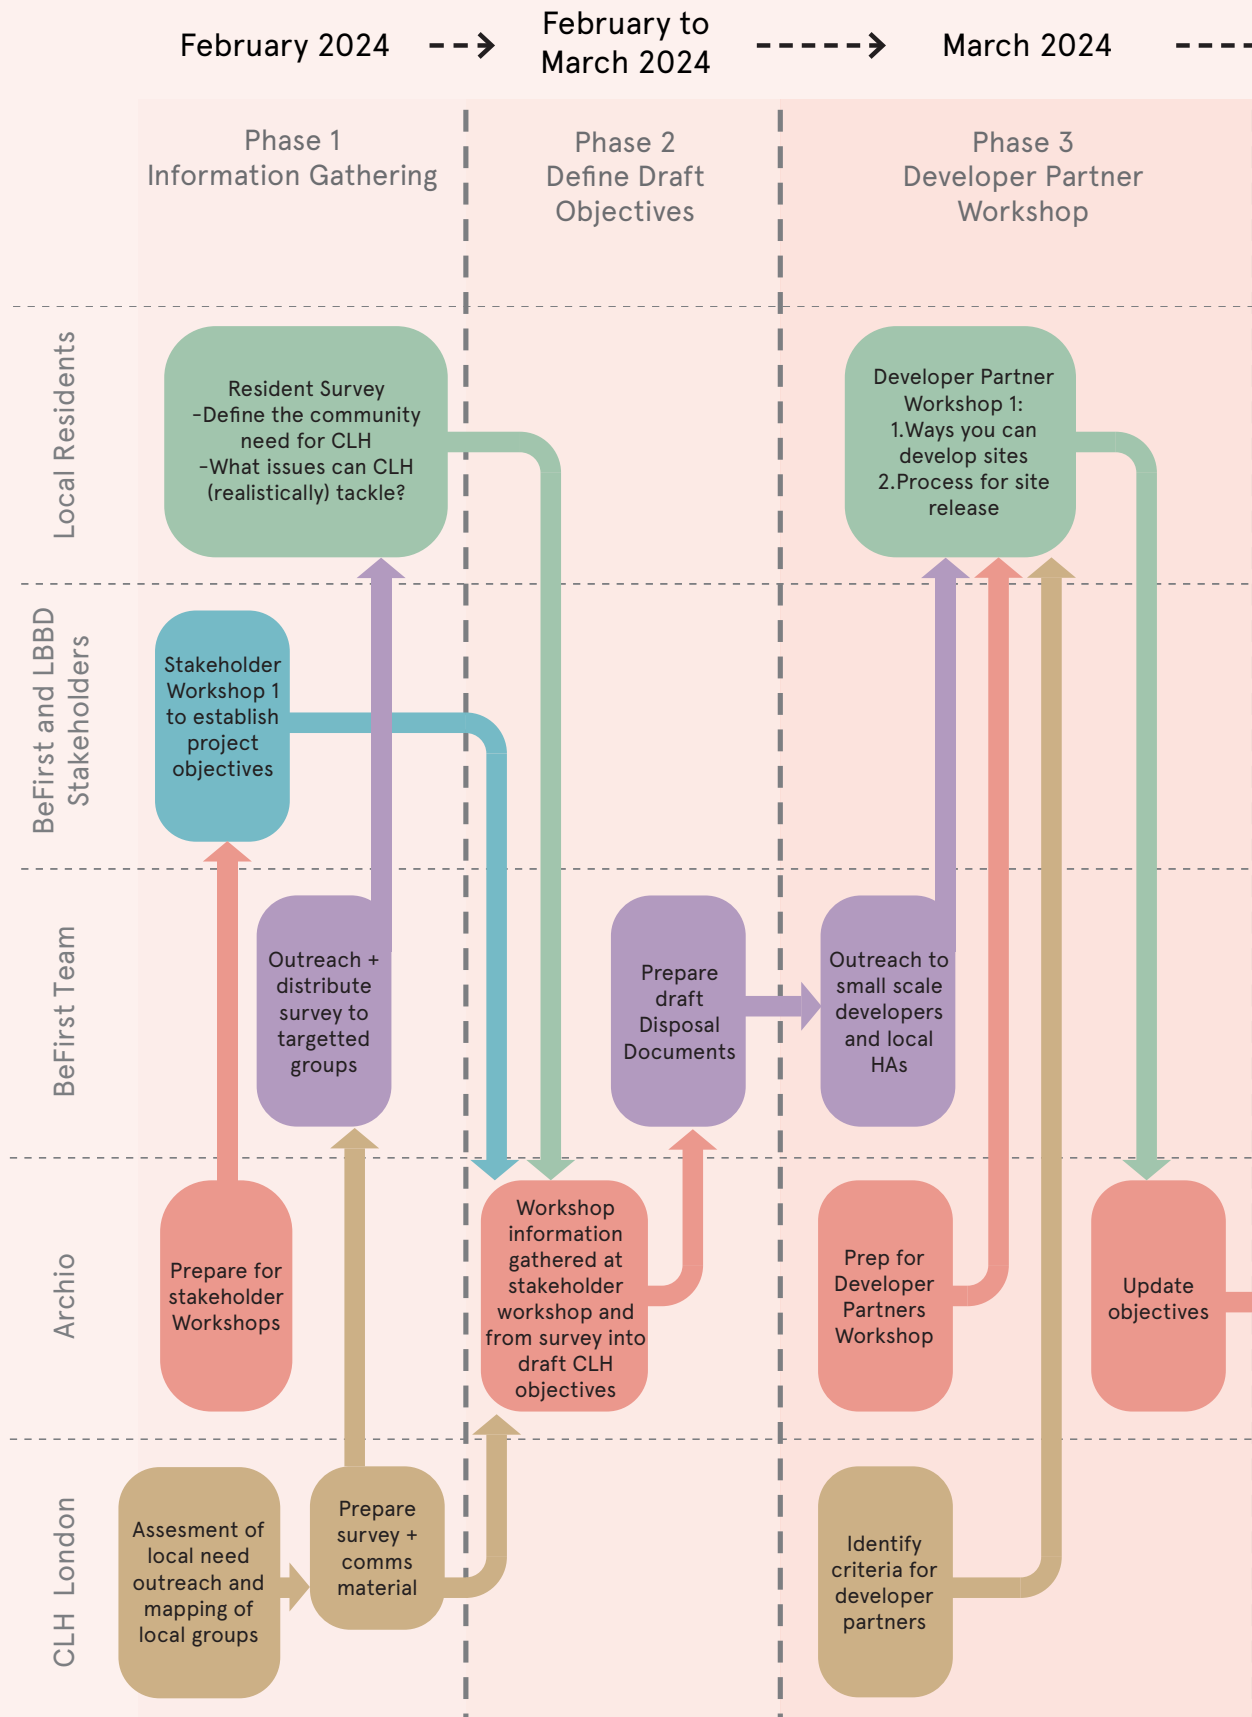 February 2024
February to
March 2024
March 2024
Phase 1
Information Gathering
Phase 2
Define Draft
Objectives
Phase 3
Developer Partner
Workshop
Local Residents
Resident Survey
-Define the community
need for CLH
-What issues can CLH
(realistically) tackle?
Developer Partner
Workshop 1:
1.Ways you can
develop sites
2.Process for site
release
BeFirst and LBBD
Stakeholders
Stakeholder
Workshop 1
to establish
project
objectives
BeFirst Team
Outreach +
distribute
survey to
targetted
groups
Prepare
draft
Disposal
Documents
Outreach to
small scale
developers
and local
HAs
Archio
Prepare for
stakeholder
Workshops
Workshop
information
gathered at
stakeholder
workshop and
from survey into
draft CLH
objectives
Prep for
Developer
Partners
Workshop
Update
objectives
CLH London
Assesment of
local need
outreach and
mapping of
local groups
Prepare
survey +
comms
material
Identify
criteria for
developer
partners